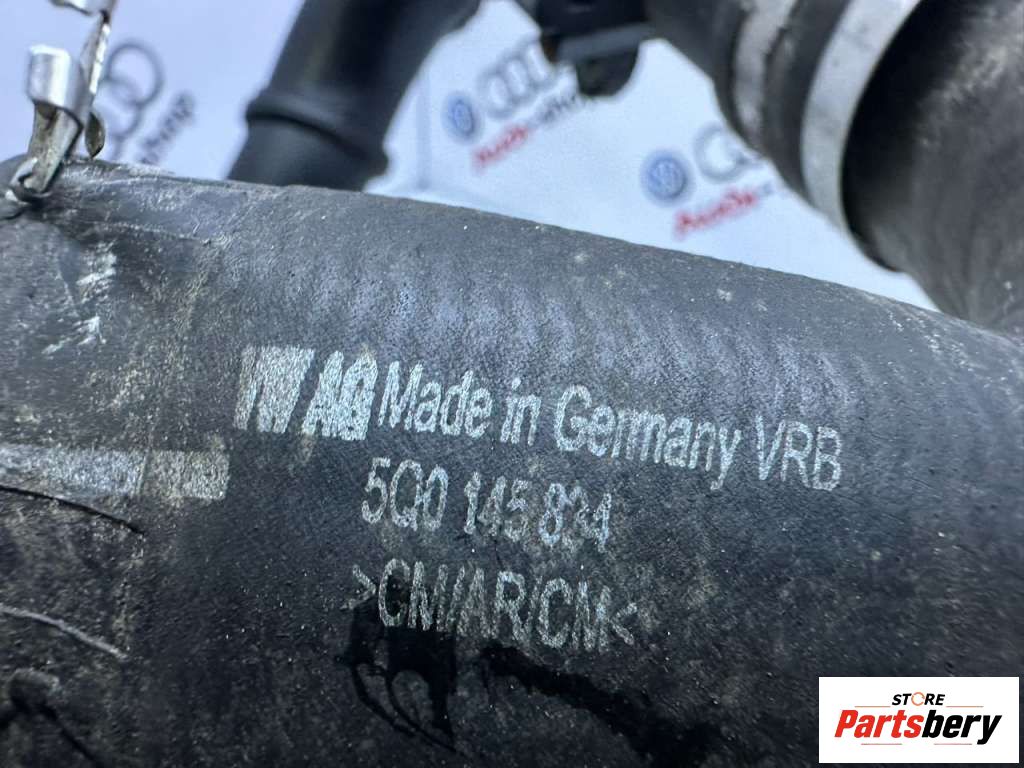 VW AG Made in Germany VRB
5Q0 145 834
>CM/AR/CM<
STORE
Partsbery